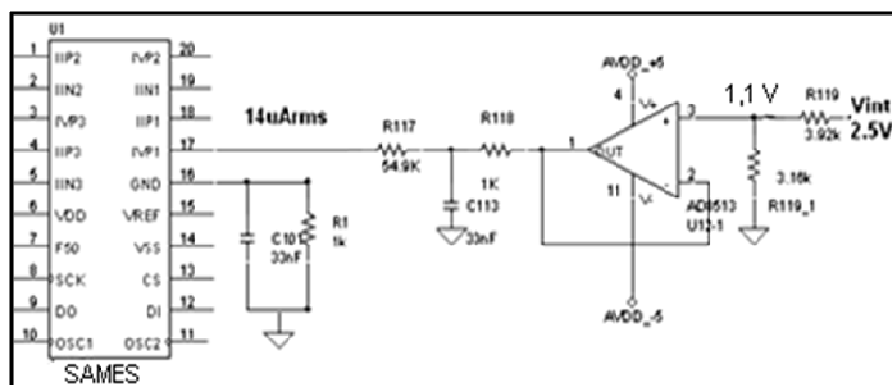 U1
1 IIP2 IVP2 20
2 IIN2 IIN1 19
3 IVP3 IIP1 18
4 IIP3 IVP1 17
5 IIN3 GND 16
6 VDD VREF 15
7 F50 VSS 14
8 SCK CS 13
9 DO DI 12
10 OSC1 OSC2 11
SAMES
14uArms
R117
54.9K
R118
1K
C113
33nF
C101
33nF
R1
1k
AVDD_+5
4 V+
1 OUT
+ 3
- 2
11 V-
U13-1
AVDD_-5
1,1 V
R119
3.92k
Vint
2.5V
3.16k
R119_1